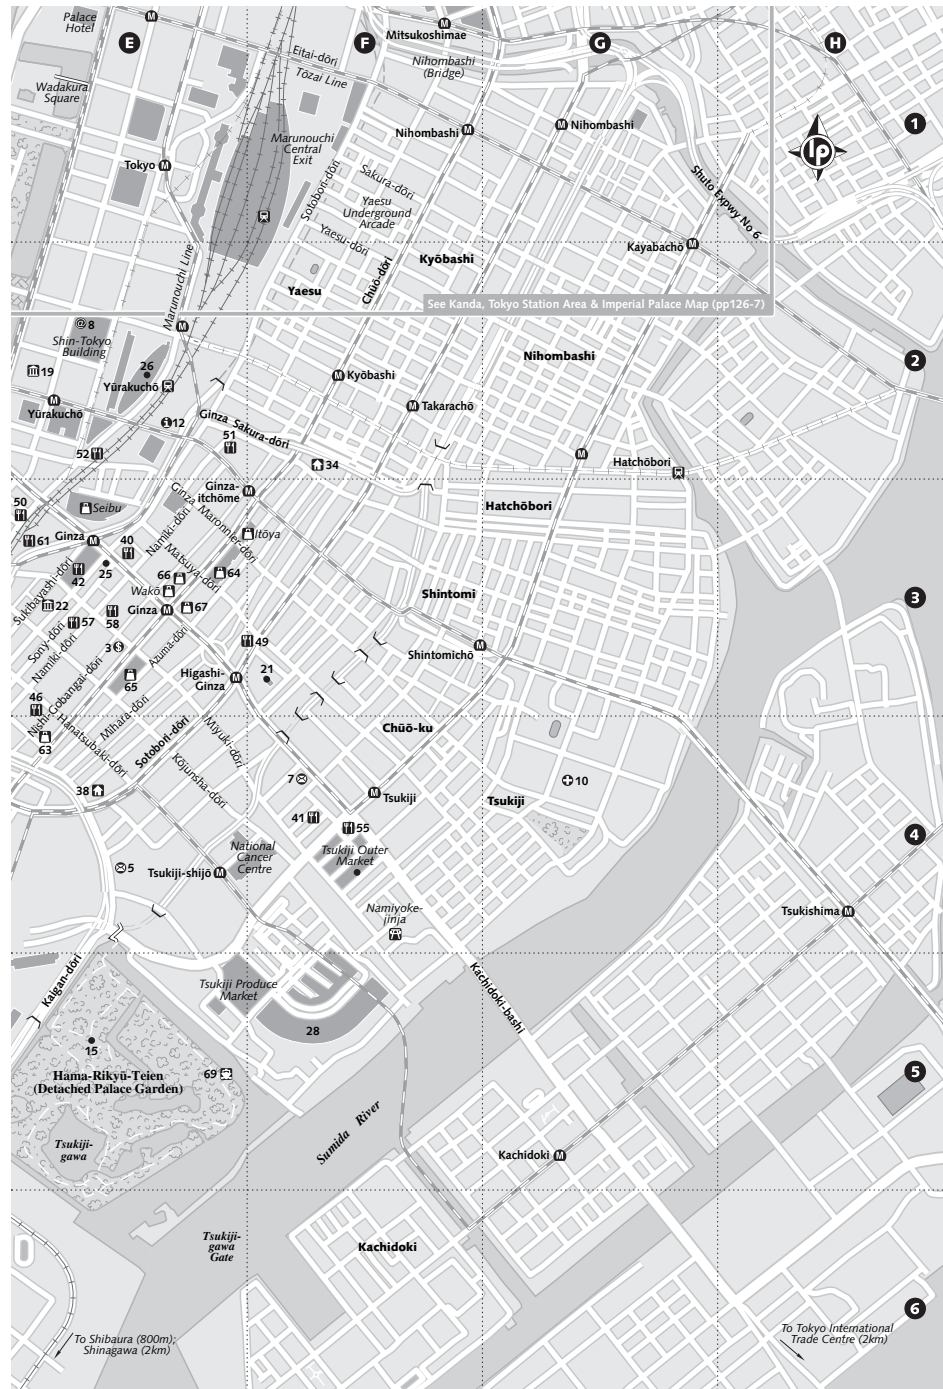 Palace
Hotel
E
F
Mitsukoshimae
G
H
Eitai-dōri
Tōzai Line
Nihombashi
(Bridge)
Wadakura
Square
1
Marunouchi
Central
Exit
Nihombashi
Nihombashi
lp
Tokyo
Sotobori-dōri
Sakura-dōri
Yaesu
Underground
Arcade
Shuto Expwy No 6
Yaesu-dōri
Chūō-dōri
Kyōbashi
Kayabachō
Marunouchi Line
Yaesu
See Kanda, Tokyo Station Area & Imperial Palace Map (pp126-7)
@ 8
Shin-Tokyo
Building
Nihombashi
2
19
26
Yūrakuchō
Kyōbashi
Yūrakuchō
Takarachō
12
Ginza Sakura-dōri
51
52
34
Hatchōbori
Ginza-
itchōme
50
Seibu
Hatchōbori
Ginza Maronnier-dōri
Namiki-dōri
Itōya
61
Ginza
40
Matsuya-dōri
42
25
66
64
Wakō
Shintomi
3
Sukibayashi-dōri
22
57
58
Ginza
67
Sony-dōri
Namiki-dōri
3
Azuma-dōri
49
Shintomichō
Higashi-
Ginza
21
65
46
Nishi-Gobangai-dōri
Mihara-dōri
Hanatsubaki-dōri
63
Sotobori-dōri
Miyuki-dōri
Chūō-ku
Kōjunsha-dōri
7
10
38
Tsukiji
Tsukiji
41
55
4
National
Cancer
Centre
Tsukiji Outer
Market
5
Tsukiji-shijō
Namiyoke-
jinja
Tsukishima
Kaigan-dōri
Tsukiji Produce
Market
Kachidoki-bashi
28
15
Hama-Rikyū-Teien
(Detached Palace Garden)
69
5
Sumida River
Tsukiji-
gawa
Kachidoki
Tsukiji-
gawa
Gate
Kachidoki
6
To Shibaura (800m);
Shinagawa (2km)
To Tokyo International
Trade Centre (2km)